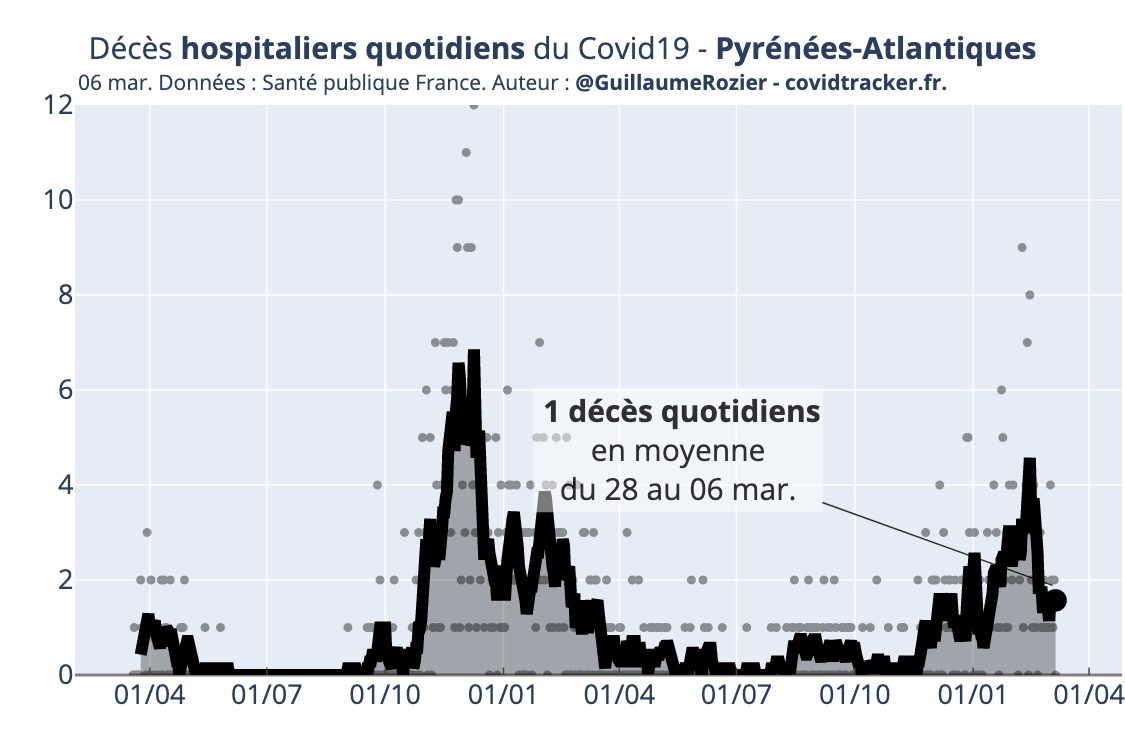 Décès hospitaliers quotidiens du Covid19 - Pyrénées-Atlantiques
06 mar. Données : Santé publique France. Auteur : @GuillaumeRozier - covidtracker.fr.
12
10
8
6
4
2
0
1 décès quotidiens
en moyenne
du 28 au 06 mar.
01/04 01/07 01/10 01/01 01/04 01/07 01/10 01/01 01/04